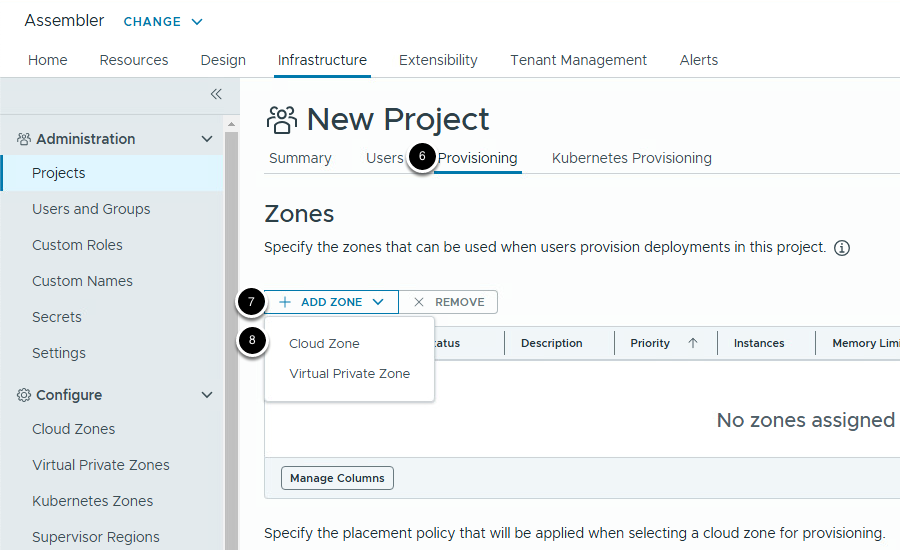 Assembler CHANGE
Home Resources Design Infrastructure Extensibility Tenant Management Alerts
Administration
Projects
Users and Groups
Custom Roles
Custom Names
Secrets
Settings
Configure
Cloud Zones
Virtual Private Zones
Kubernetes Zones
Supervisor Regions
New Project
Summary Users 6 Provisioning Kubernetes Provisioning
Zones
Specify the zones that can be used when users provision deployments in this project.
7 + ADD ZONE × REMOVE
8 Cloud Zone
Virtual Private Zone
tatus Description Priority ↑ Instances Memory Limi
No zones assigned
Manage Columns
Specify the placement policy that will be applied when selecting a cloud zone for provisioning.